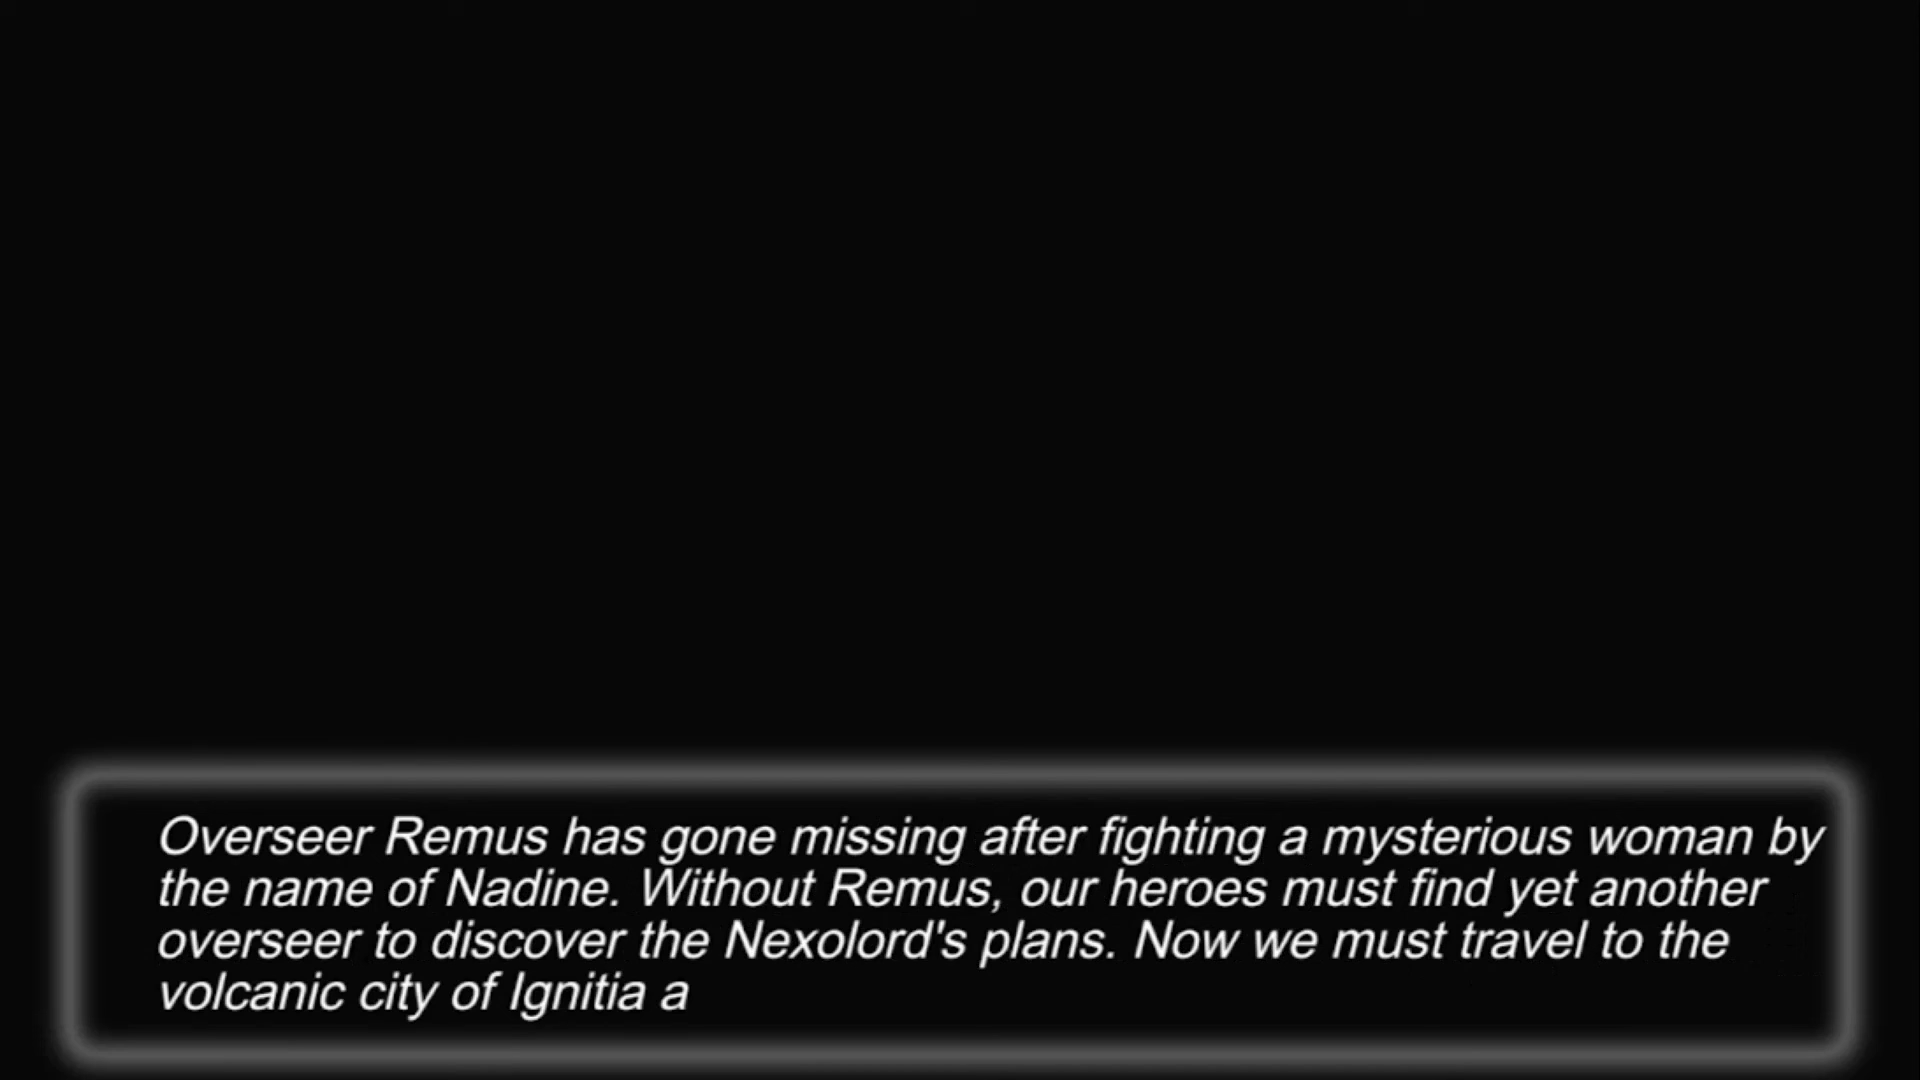 Overseer Remus has gone missing after fighting a mysterious woman by
the name of Nadine. Without Remus, our heroes must find yet another
overseer to discover the Nexolord's plans. Now we must travel to the
volcanic city of Ignitia a